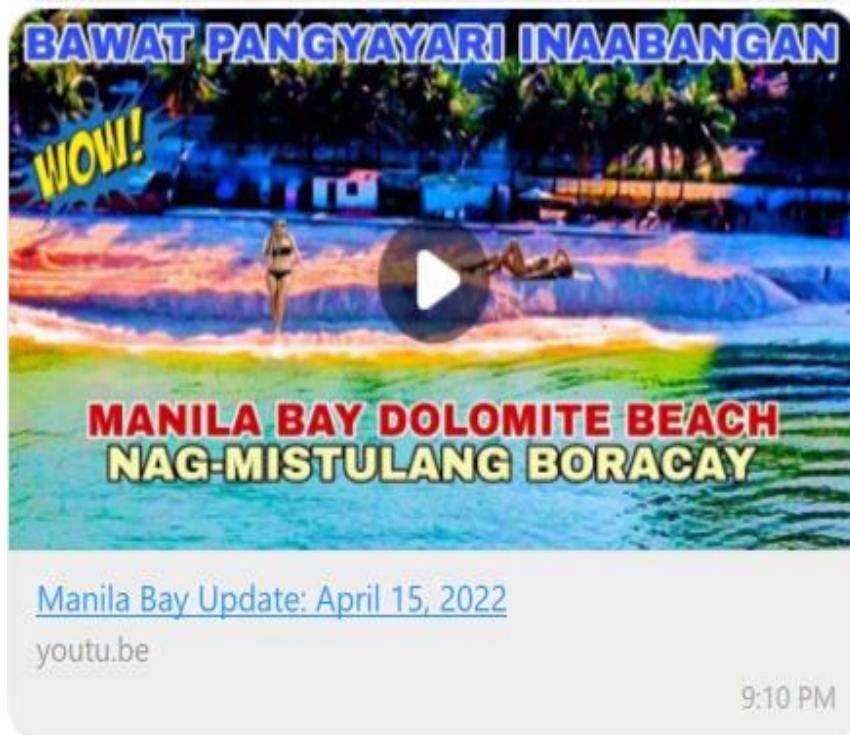 BAWAT PANGYAYARI INAABANGAN
WOW!
MANILA BAY DOLOMITE BEACH
NAG-MISTULANG BORACAY
Manila Bay Update: April 15, 2022
youtu.be
9:10 PM